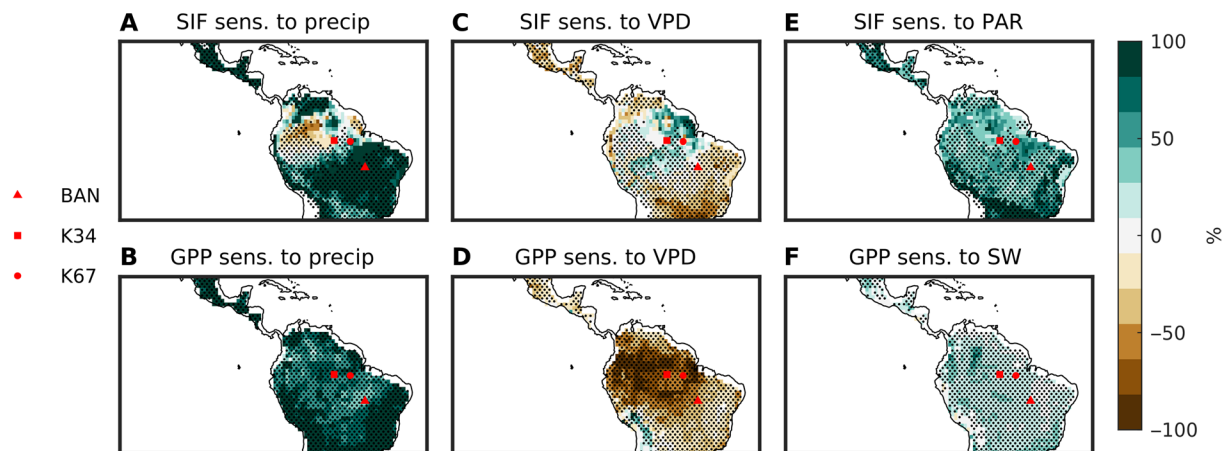 A SIF sens. to precip
C SIF sens. to VPD
E SIF sens. to PAR
BAN
K34
K67
B GPP sens. to precip
D GPP sens. to VPD
F GPP sens. to SW
100
50
0
−50
−100
%